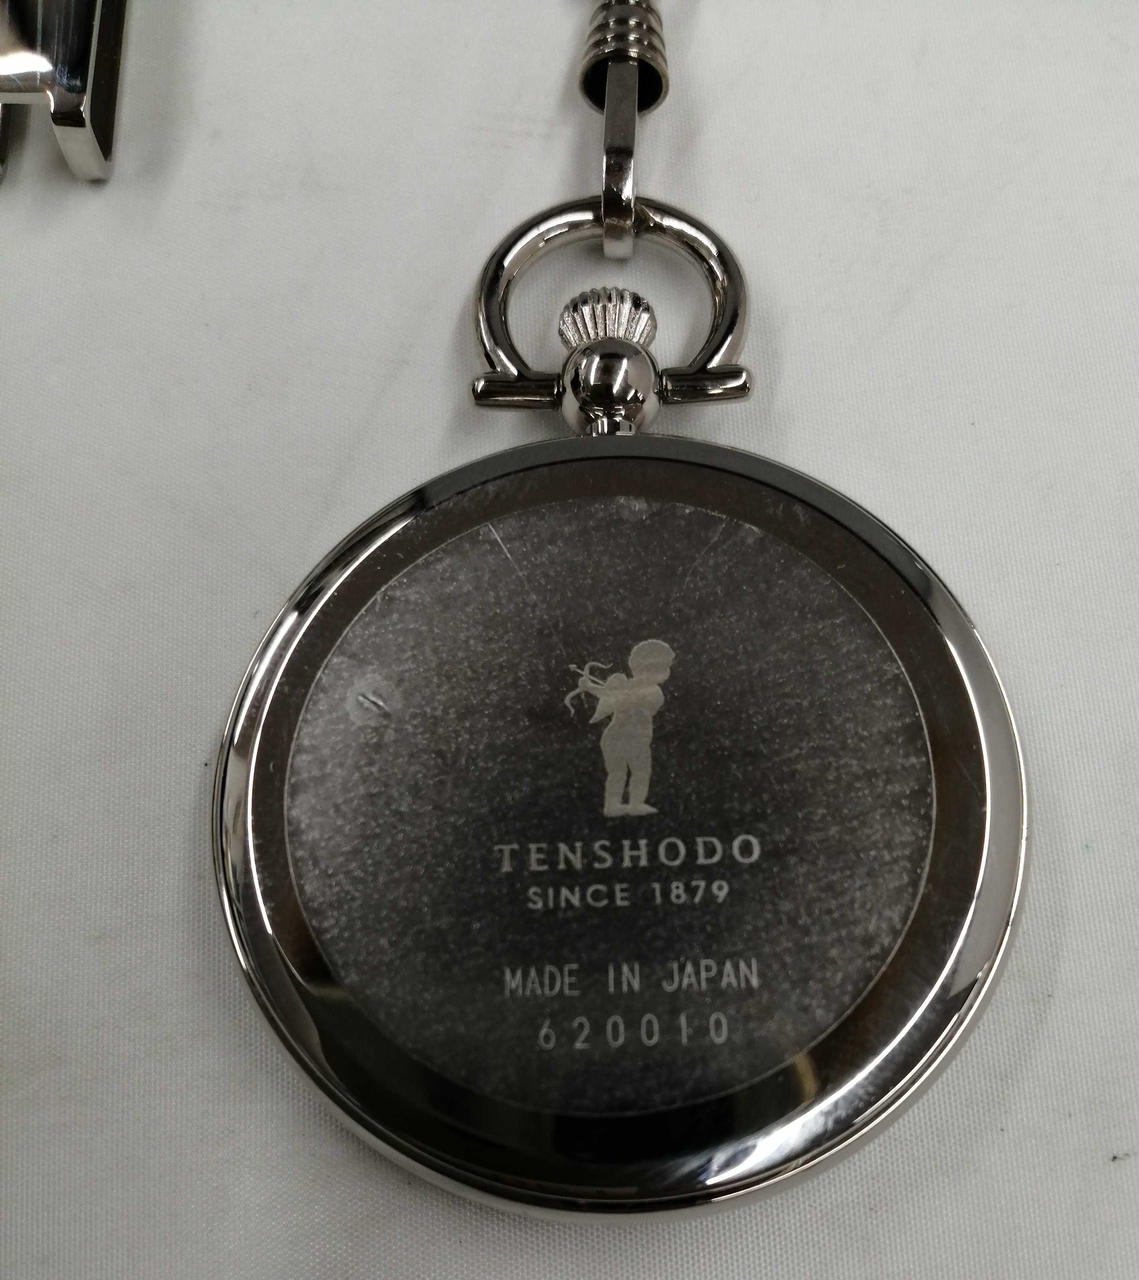 TENSHODO
SINCE 1879
MADE IN JAPAN
620010